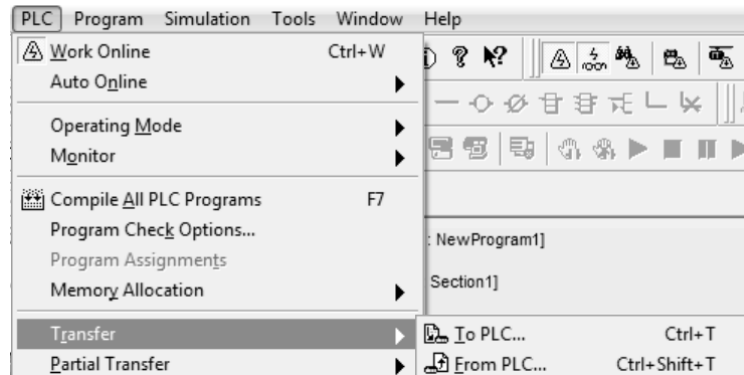 PLC Program Simulation Tools Window Help
Work Online Ctrl+W
Auto Online
Operating Mode
Monitor
Compile All PLC Programs F7
Program Check Options...
: NewProgram1]
Program Assignments
Section1]
Memory Allocation
Transfer
To PLC... Ctrl+T
Partial Transfer
From PLC... Ctrl+Shift+T